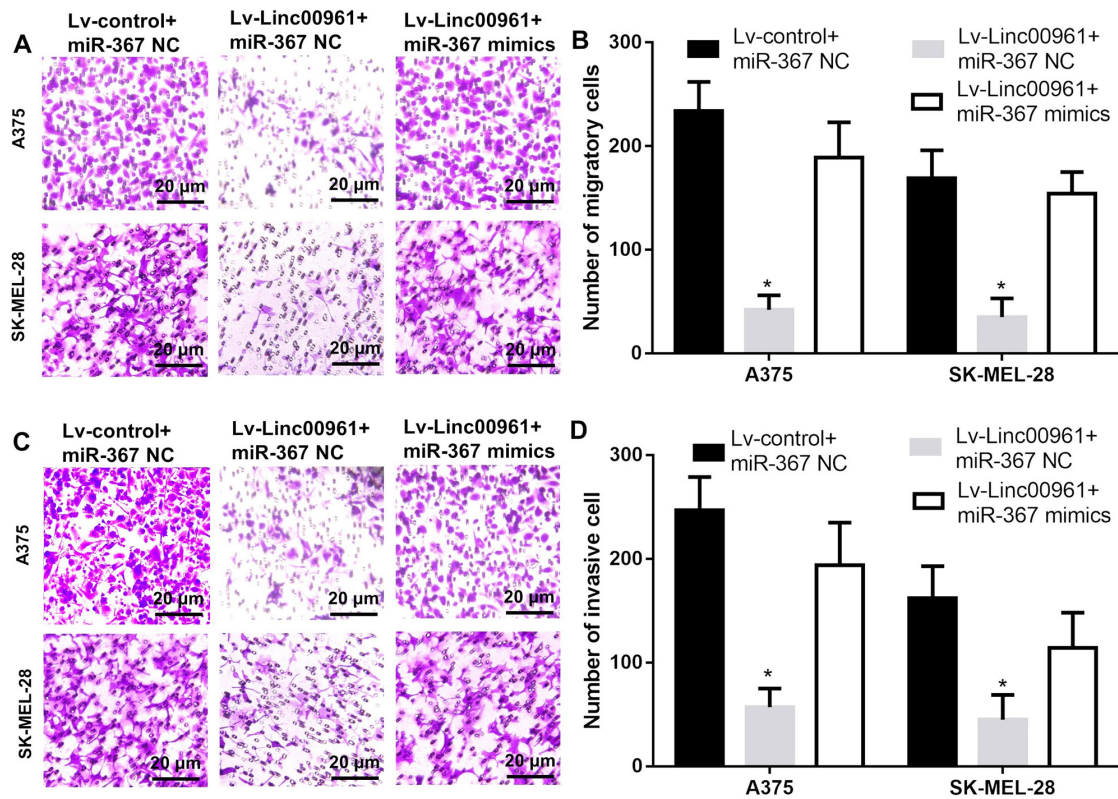 A
Lv-control+
miR-367 NC
Lv-Linc00961+
miR-367 NC
Lv-Linc00961+
miR-367 mimics
A375
20 µm
20 µm
20 µm
SK-MEL-28
20 µm
20 µm
20 µm
B
Lv-control+
miR-367 NC
Lv-Linc00961+
miR-367 NC
Lv-Linc00961+
miR-367 mimics
Number of migratory cells
300
200
100
0
*
*
A375
SK-MEL-28
C
Lv-control+
miR-367 NC
Lv-Linc00961+
miR-367 NC
Lv-Linc00961+
miR-367 mimics
A375
20 µm
20 µm
20 µm
SK-MEL-28
20 µm
20 µm
20 µm
D
Lv-control+
miR-367 NC
Lv-Linc00961+
miR-367 NC
Lv-Linc00961+
miR-367 mimics
Number of invasive cell
300
200
100
0
*
*
A375
SK-MEL-28